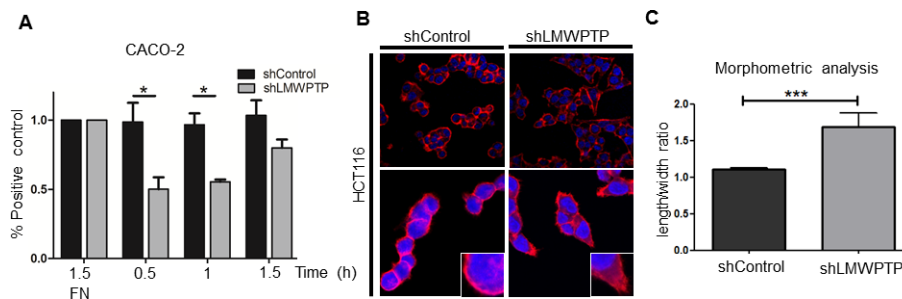 A
CACO-2
shControl
shLMWPTP
% Positive control
1.0
0.5
0.0
* *
1.5 0.5 1 1.5 Time (h)
FN
B
shControl shLMWPTP
HCT116
C
Morphometric analysis
***
length/width ratio
2.0
1.5
1.0
0.5
0.0
shControl shLMWPTP